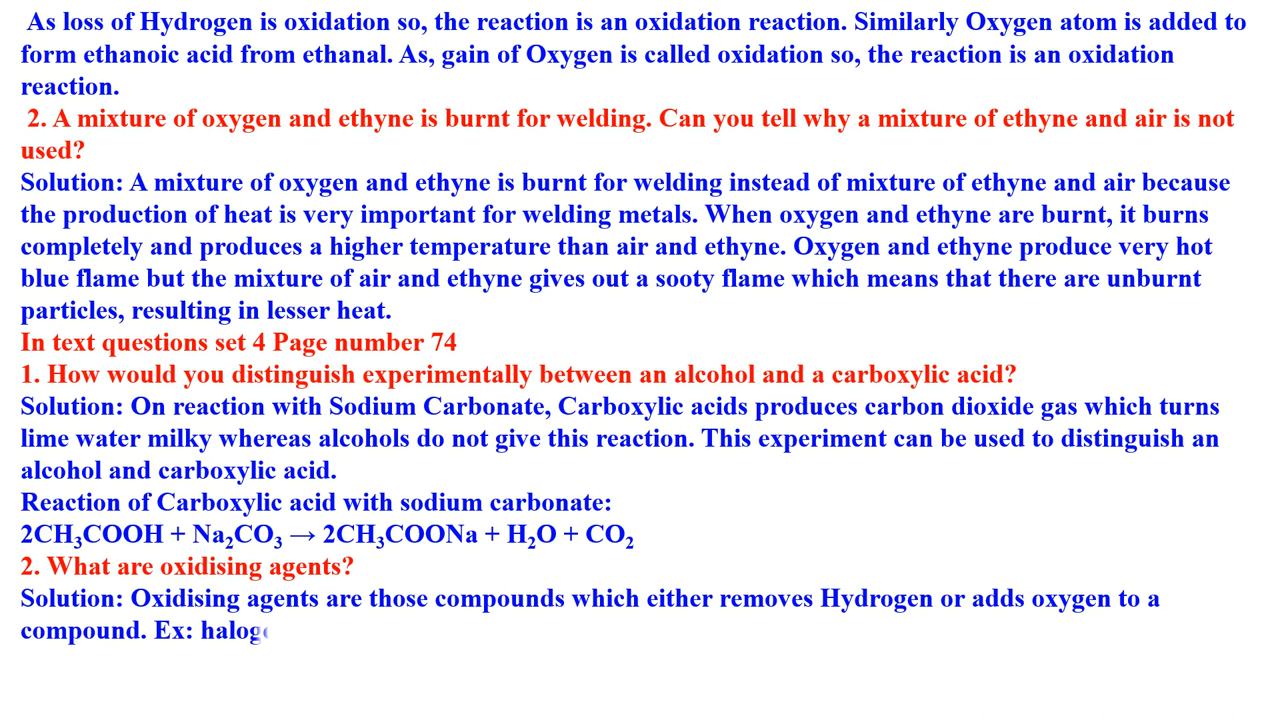 As loss of Hydrogen is oxidation so, the reaction is an oxidation reaction. Similarly Oxygen atom is added to
form ethanoic acid from ethanal. As, gain of Oxygen is called oxidation so, the reaction is an oxidation
reaction.
2. A mixture of oxygen and ethyne is burnt for welding. Can you tell why a mixture of ethyne and air is not
used?
Solution: A mixture of oxygen and ethyne is burnt for welding instead of mixture of ethyne and air because
the production of heat is very important for welding metals. When oxygen and ethyne are burnt, it burns
completely and produces a higher temperature than air and ethyne. Oxygen and ethyne produce very hot
blue flame but the mixture of air and ethyne gives out a sooty flame which means that there are unburnt
particles, resulting in lesser heat.
In text questions set 4 Page number 74
1. How would you distinguish experimentally between an alcohol and a carboxylic acid?
Solution: On reaction with Sodium Carbonate, Carboxylic acids produces carbon dioxide gas which turns
lime water milky whereas alcohols do not give this reaction. This experiment can be used to distinguish an
alcohol and carboxylic acid.
Reaction of Carboxylic acid with sodium carbonate:
2CH₃COOH + Na₂CO₃ → 2CH₃COONa + H₂O + CO₂
2. What are oxidising agents?
Solution: Oxidising agents are those compounds which either removes Hydrogen or adds oxygen to a
compound. Ex: